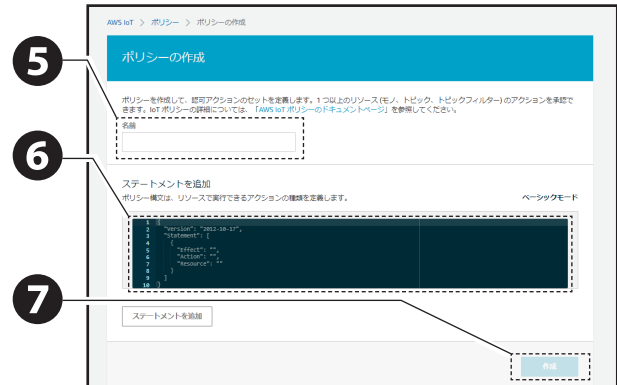 AWS IoT > ポリシー > ポリシーの作成
ポリシーの作成
5
ポリシーを作成して、認可アクションのセットを定義します。1つ以上のリソース (モノ、トピック、トピックフィルター) のアクションを承認で
きます。IoT ポリシーの詳細については、「AWS IoT ポリシーのドキュメントページ」を参照してください。
名前
6
ステートメントを追加
ポリシー構文は、リソースで実行できるアクションの種類を定義します。
ベーシックモード
1 {
2 "Version": "2012-10-17",
3 "Statement": [
4 {
5 "Effect": "",
6 "Action": "",
7 "Resource": ""
8 }
9 ]
10 }
7
ステートメントを追加
作成